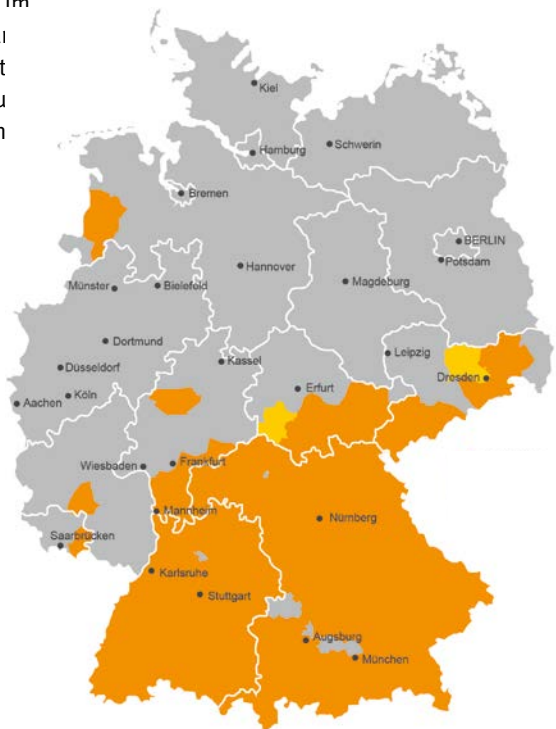 Kiel
Schwerin
Hamburg
Bremen
BERLIN
Potsdam
Hannover
Magdeburg
Münster
Bielefeld
Dortmund
Leipzig
Düsseldorf
Kassel
Dresden
Köln
Erfurt
Aachen
Wiesbaden
Frankfurt
Mannheim
Nürnberg
Saarbrücken
Karlsruhe
Stuttgart
Augsburg
München